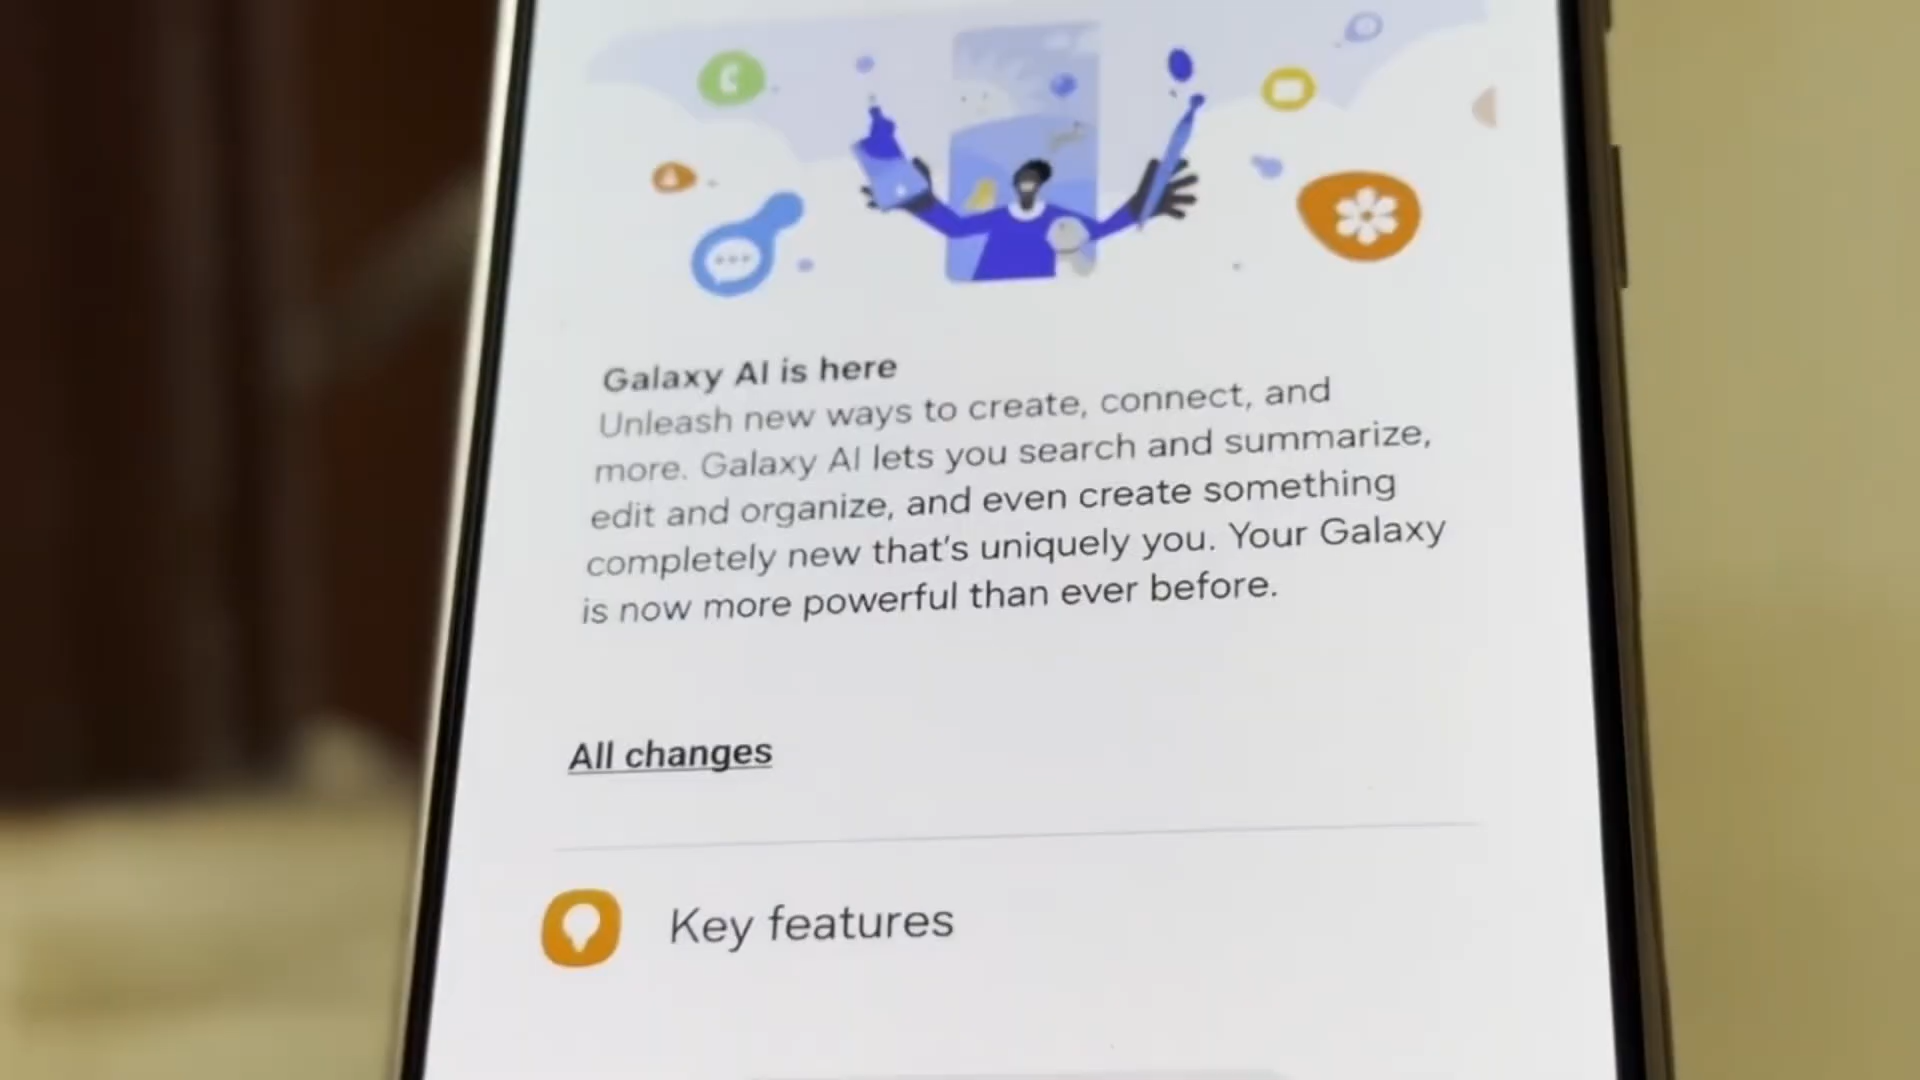 Galaxy AI is here
Unleash new ways to create, connect, and
more. Galaxy AI lets you search and summarize,
edit and organize, and even create something
completely new that's uniquely you. Your Galaxy
is now more powerful than ever before.
All changes
Key features